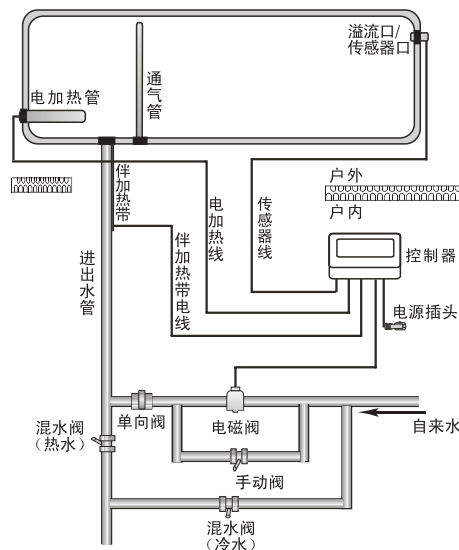 溢流口/
传感器口
电加热管
通气管
伴加热带
电加热线
传感器线
户外
户内
伴加热带电线
进出水管
控制器
电源插头
单向阀
电磁阀
自来水
混水阀
（热水）
手动阀
混水阀
（冷水）